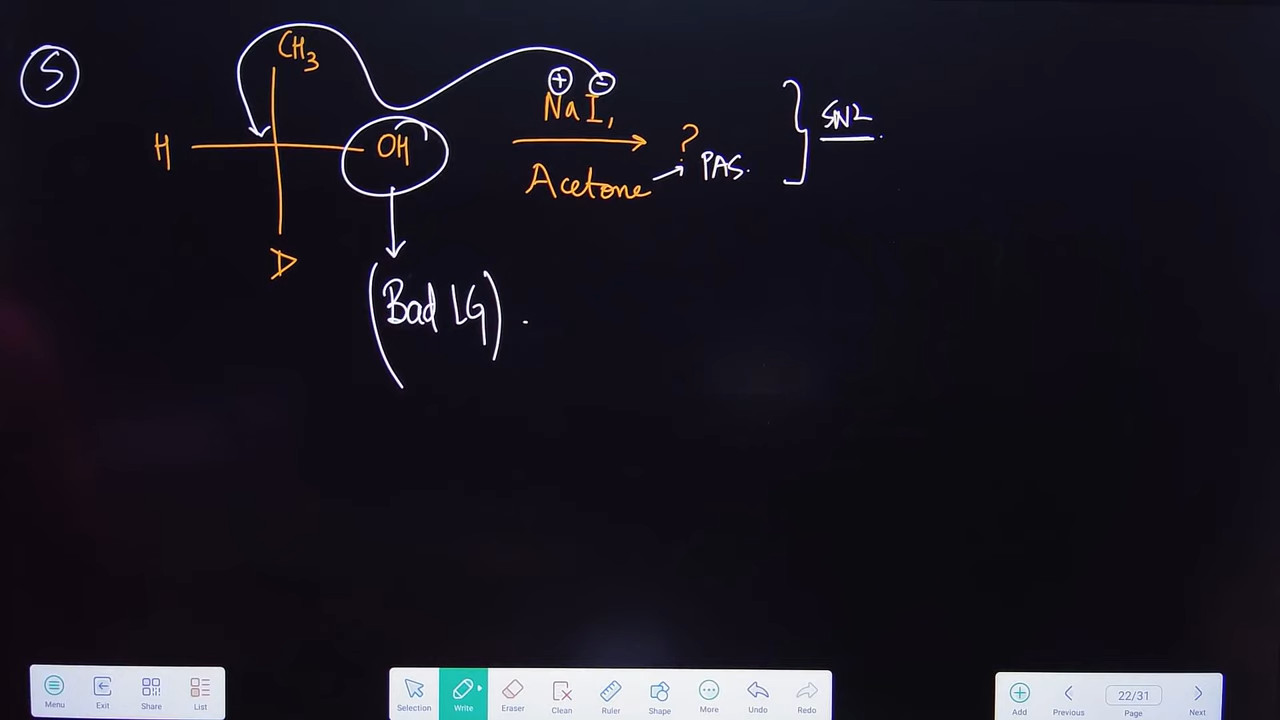 5
CH3
H
OH
D
⊕ ⊖
NaI,
Acetone
?
PAS.
SN2
(Bad LG).
Menu
Exit
Share
List
Selection
Write
Eraser
Clean
Ruler
Shape
More
Undo
Redo
Add
Previous
22/31
Page
Next